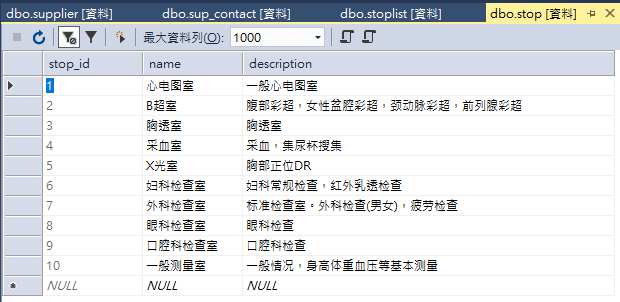 dbo.supplier [資料] dbo.sup_contact [資料] dbo.stoplist [資料] dbo.stop [資料]
最大資料列(O): 1000
stop_id name description
1 心电图室 一般心电图室
2 B超室 腹部彩超，女性盆腔彩超，颈动脉彩超，前列腺彩超
3 胸透室 胸透室
4 采血室 采血，集尿杯搜集
5 X光室 胸部正位DR
6 妇科检查室 妇科常规检查，红外乳透检查
7 外科检查室 标准检查室。外科检查(男女)，疲劳检查
8 眼科检查室 眼科检查
9 口腔科检查室 口腔科检查
10 一般测量室 一般情况，身高体重血压等基本测量
NULL NULL NULL